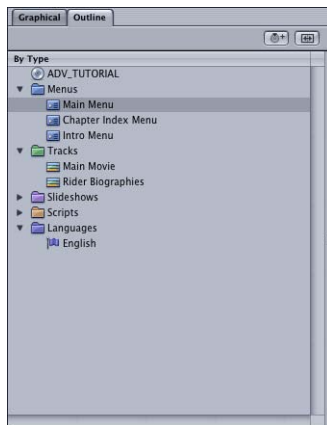 Graphical Outline
By Type
ADV_TUTORIAL
Menus
Main Menu
Chapter Index Menu
Intro Menu
Tracks
Main Movie
Rider Biographies
Slideshows
Scripts
Languages
English